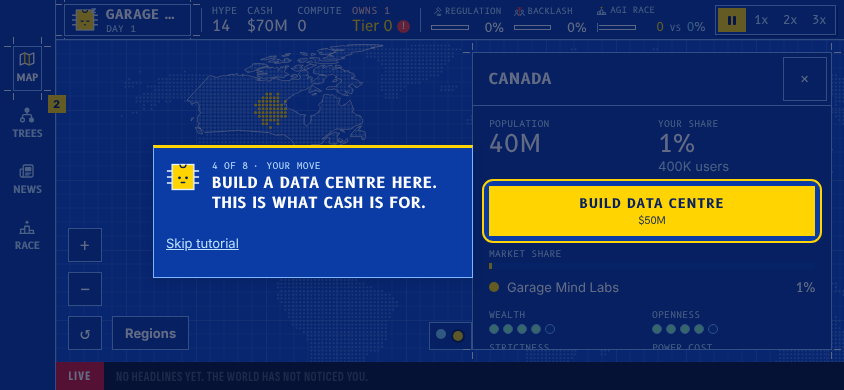 GARAGE ...
DAY 1
HYPE
14
CASH
$70M
COMPUTE
0
OWNS 1
Tier 0 !
REGULATION
0%
BACKLASH
0%
AGI RACE
0 vs 0%
1x 2x 3x
MAP
2
TREES
NEWS
RACE
CANADA
×
POPULATION
40M
YOUR SHARE
1%
400K users
4 OF 8 · YOUR MOVE
BUILD A DATA CENTRE HERE.
THIS IS WHAT CASH IS FOR.
Skip tutorial
BUILD DATA CENTRE
$50M
MARKET SHARE
Garage Mind Labs 1%
WEALTH
OPENNESS
STRICTNESS
POWER COST
+
−
↺
Regions
LIVE
NO HEADLINES YET. THE WORLD HAS NOT NOTICED YOU.